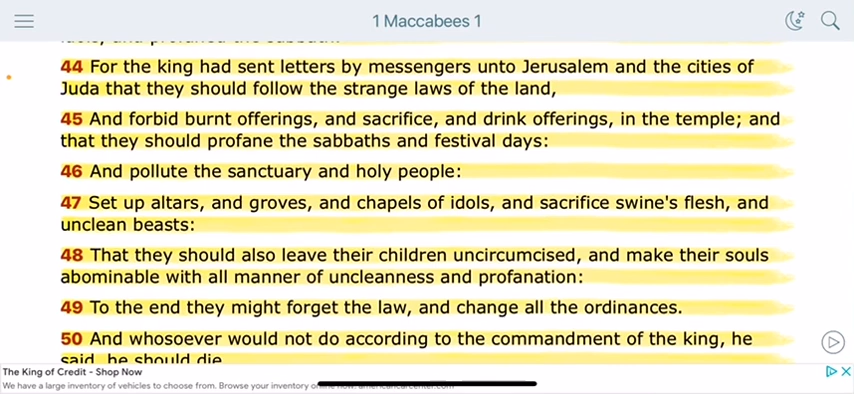 1 Maccabees 1
44 For the king had sent letters by messengers unto Jerusalem and the cities of
Juda that they should follow the strange laws of the land,
45 And forbid burnt offerings, and sacrifice, and drink offerings, in the temple; and
that they should profane the sabbaths and festival days:
46 And pollute the sanctuary and holy people:
47 Set up altars, and groves, and chapels of idols, and sacrifice swine's flesh, and
unclean beasts:
48 That they should also leave their children uncircumcised, and make their souls
abominable with all manner of uncleanness and profanation:
49 To the end they might forget the law, and change all the ordinances.
50 And whosoever would not do according to the commandment of the king, he
said, he should die
The King of Credit - Shop Now
We have a large inventory of vehicles to choose from. Browse your inventory